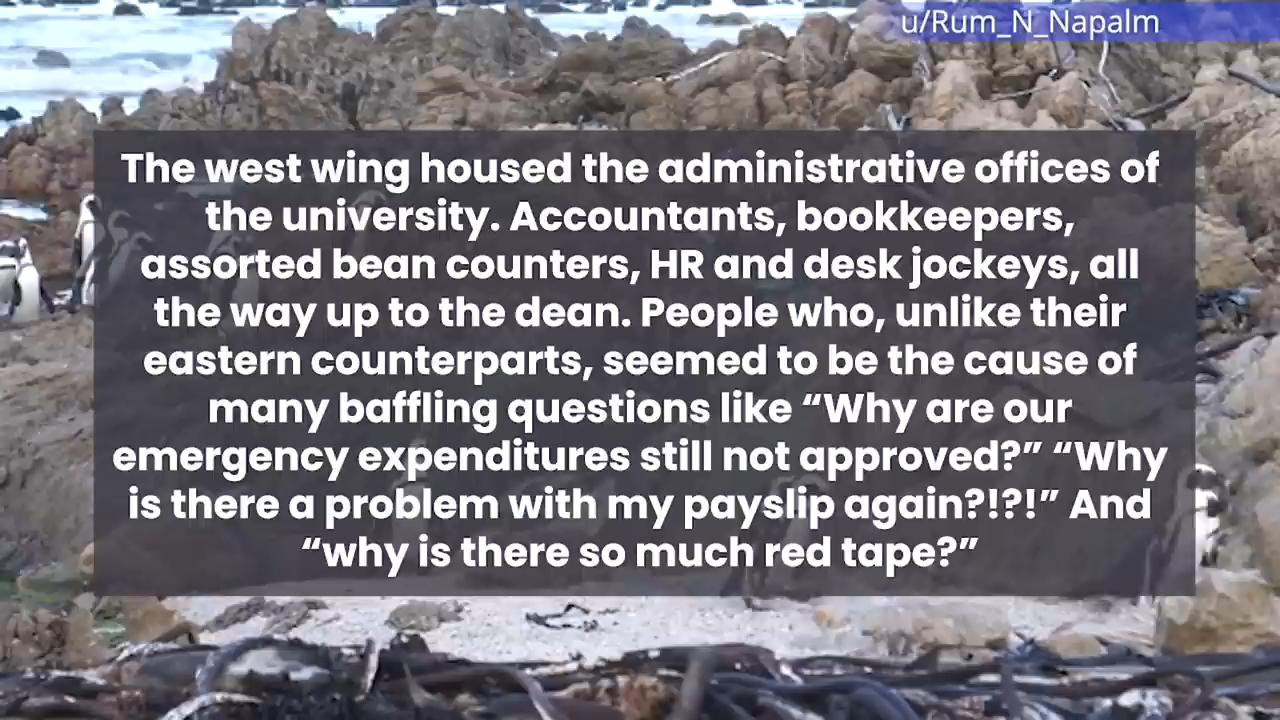 u/Rum_N_Napalm
The west wing housed the administrative offices of
the university. Accountants, bookkeepers,
assorted bean counters, HR and desk jockeys, all
the way up to the dean. People who, unlike their
eastern counterparts, seemed to be the cause of
many baffling questions like “Why are our
emergency expenditures still not approved?” “Why
is there a problem with my payslip again?!?!” And
“why is there so much red tape?”